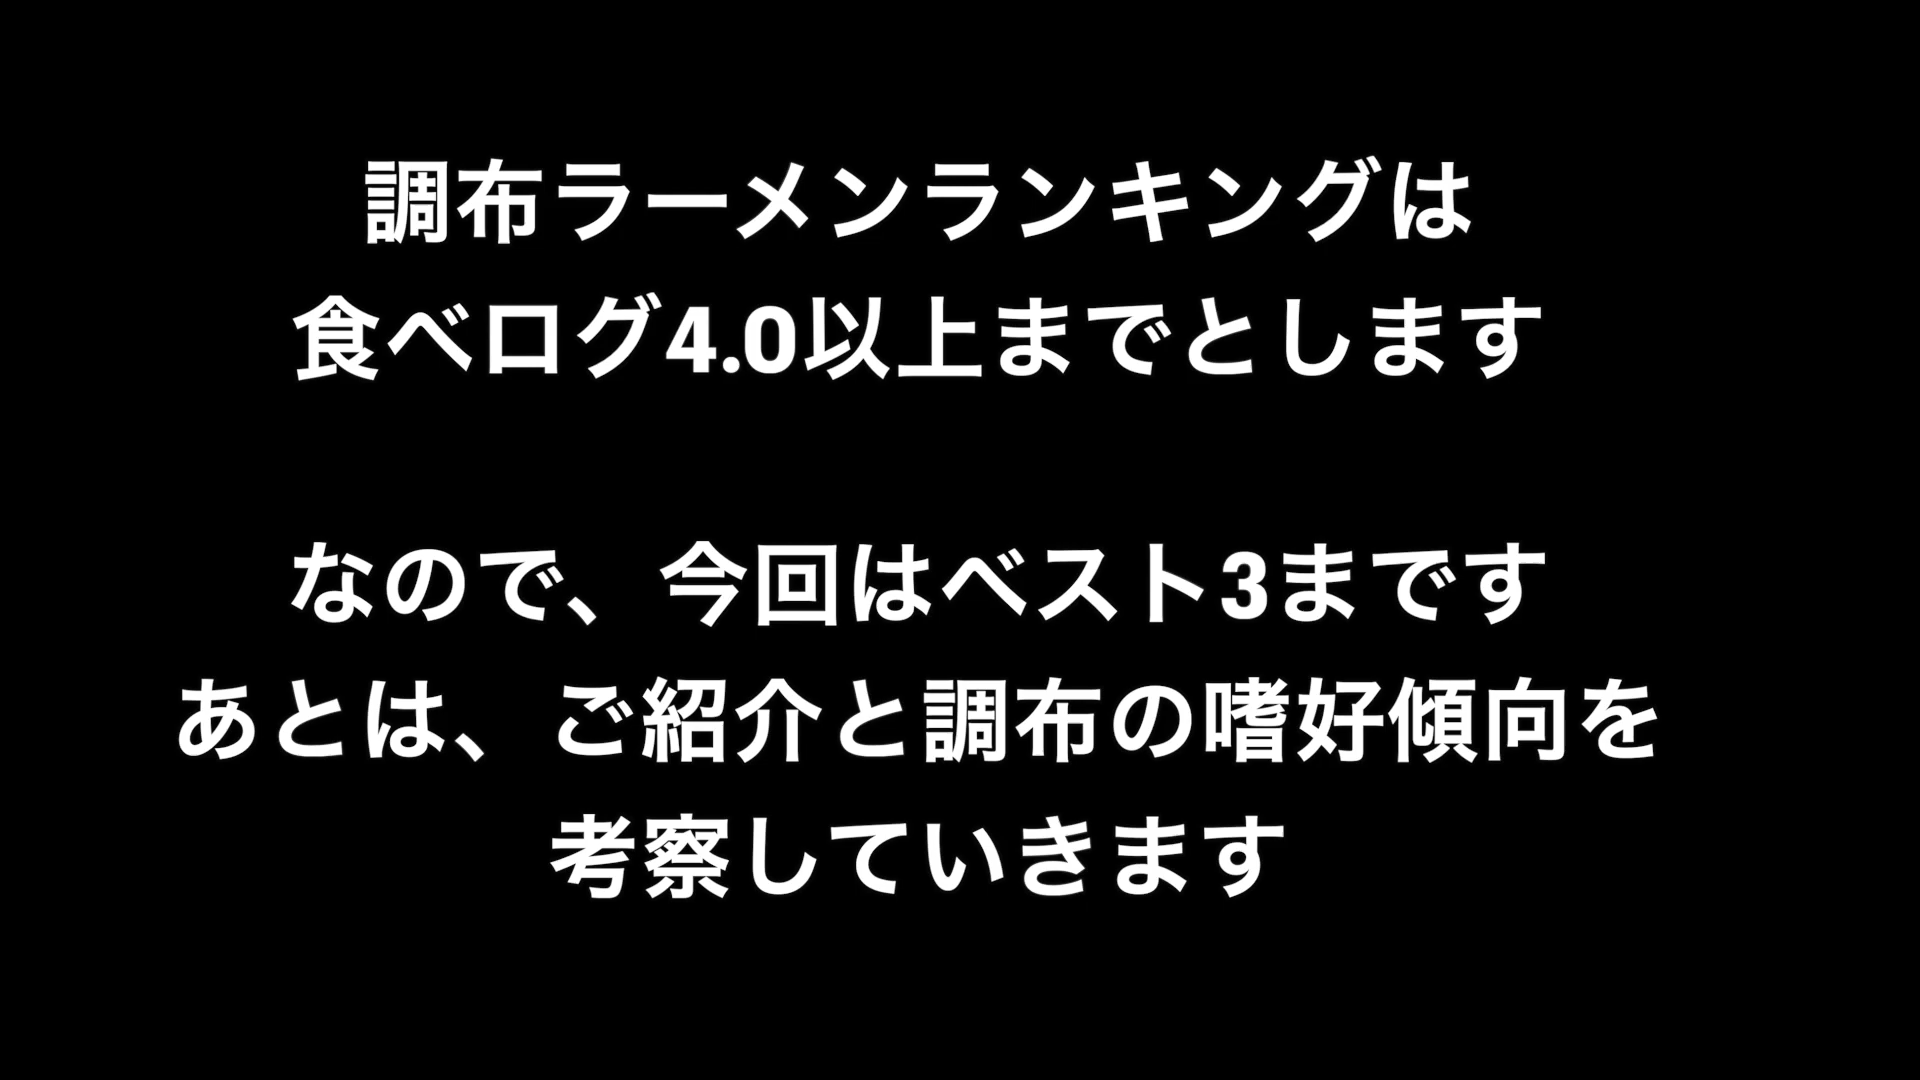 調布ラーメンランキングは
食べログ4.0以上までとします
なので、今回はベスト3までです
あとは、ご紹介と調布の嗜好傾向を
考察していきます